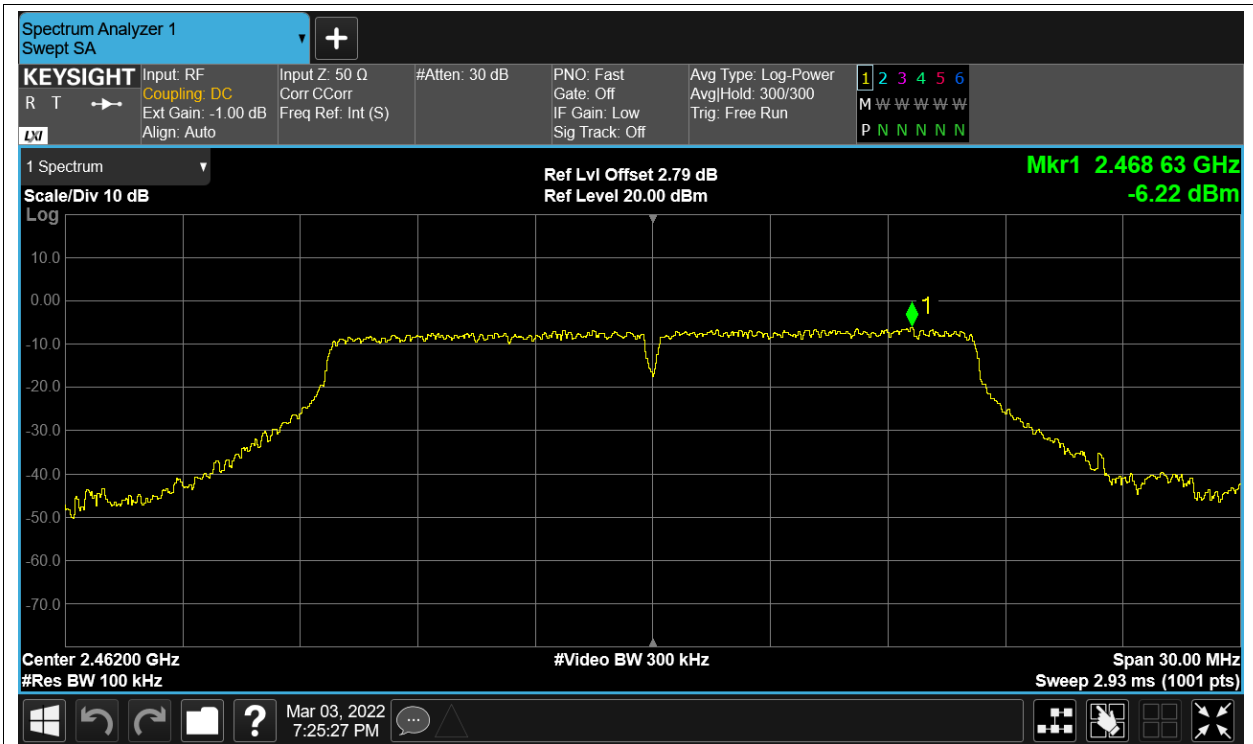 Spectrum Analyzer 1
Swept SA
+
KEYSIGHT Input: RF Input Z: 50 Ω #Atten: 30 dB PNO: Fast Avg Type: Log-Power 1 2 3 4 5 6
R T Coupling: DC Corr CCorr Gate: Off Avg|Hold: 300/300 M W W W W W W
Ext Gain: -1.00 dB Freq Ref: Int (S) IF Gain: Low Trig: Free Run
LXI Align: Auto Sig Track: Off P N N N N N N
1 Spectrum
Ref Lvl Offset 2.79 dB
Mkr1 2.468 63 GHz
Scale/Div 10 dB
Ref Level 20.00 dBm
-6.22 dBm
Log
10.0
0.00
1
-10.0
-20.0
-30.0
-40.0
-50.0
-60.0
-70.0
Center 2.46200 GHz #Video BW 300 kHz Span 30.00 MHz
#Res BW 100 kHz Sweep 2.93 ms (1001 pts)
? Mar 03, 2022
7:25:27 PM